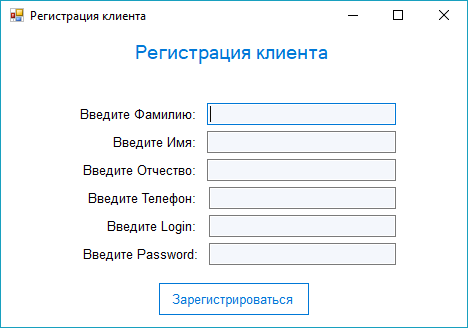 Регистрация клиента
Регистрация клиента
Введите Фамилию:
Введите Имя:
Введите Отчество:
Введите Телефон:
Введите Login:
Введите Password:
Зарегистрироваться